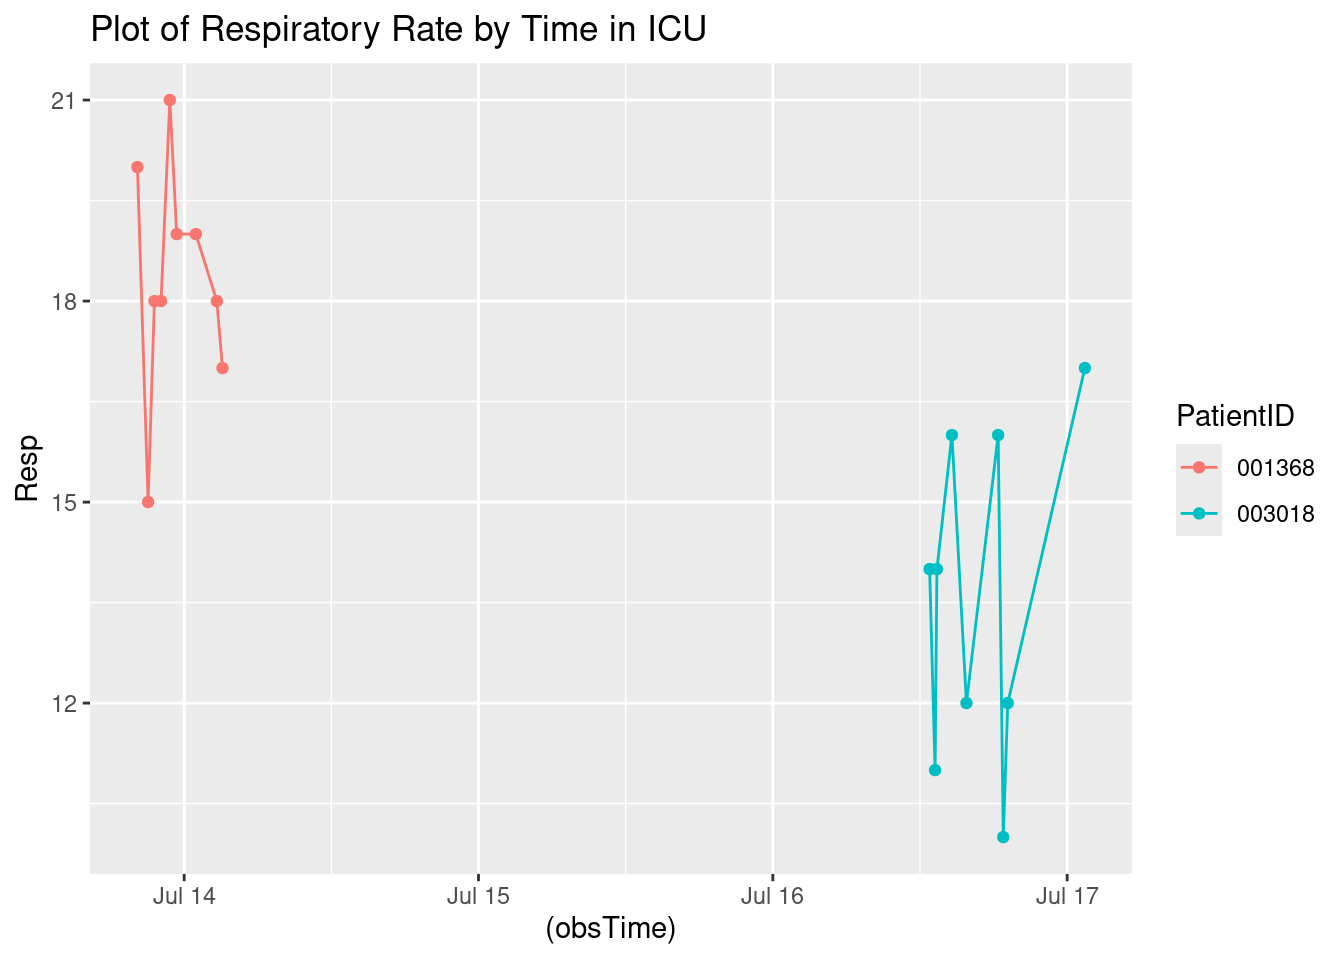 Plot of Respiratory Rate by Time in ICU
21
18
15
12
Resp
Jul 14
Jul 15
Jul 16
Jul 17
(obsTime)
PatientID
001368
003018